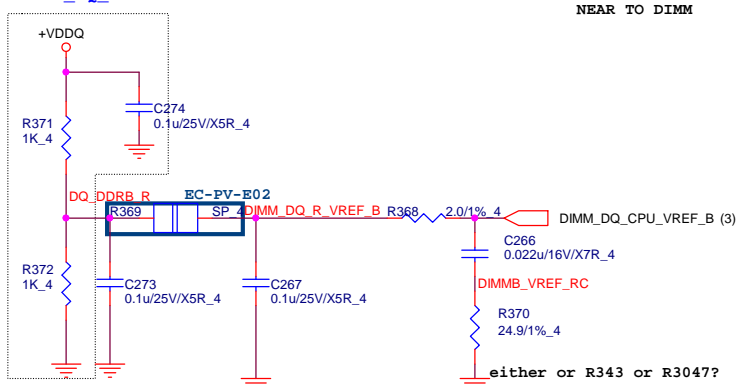 NEAR TO DIMM
+VDDQ
C274
0.1u/25V/X5R_4
R371
1K_4
DQ_DDRB_R
EC-PV-E02
R369
SP_4
DIMM_DQ_R_VREF_B
R368
2.0/1%_4
DIMM_DQ_CPU_VREF_B (3)
C266
0.022u/16V/X7R_4
R372
1K_4
C273
0.1u/25V/X5R_4
C267
0.1u/25V/X5R_4
DIMMB_VREF_RC
R370
24.9/1%_4
either or R343 or R3047?